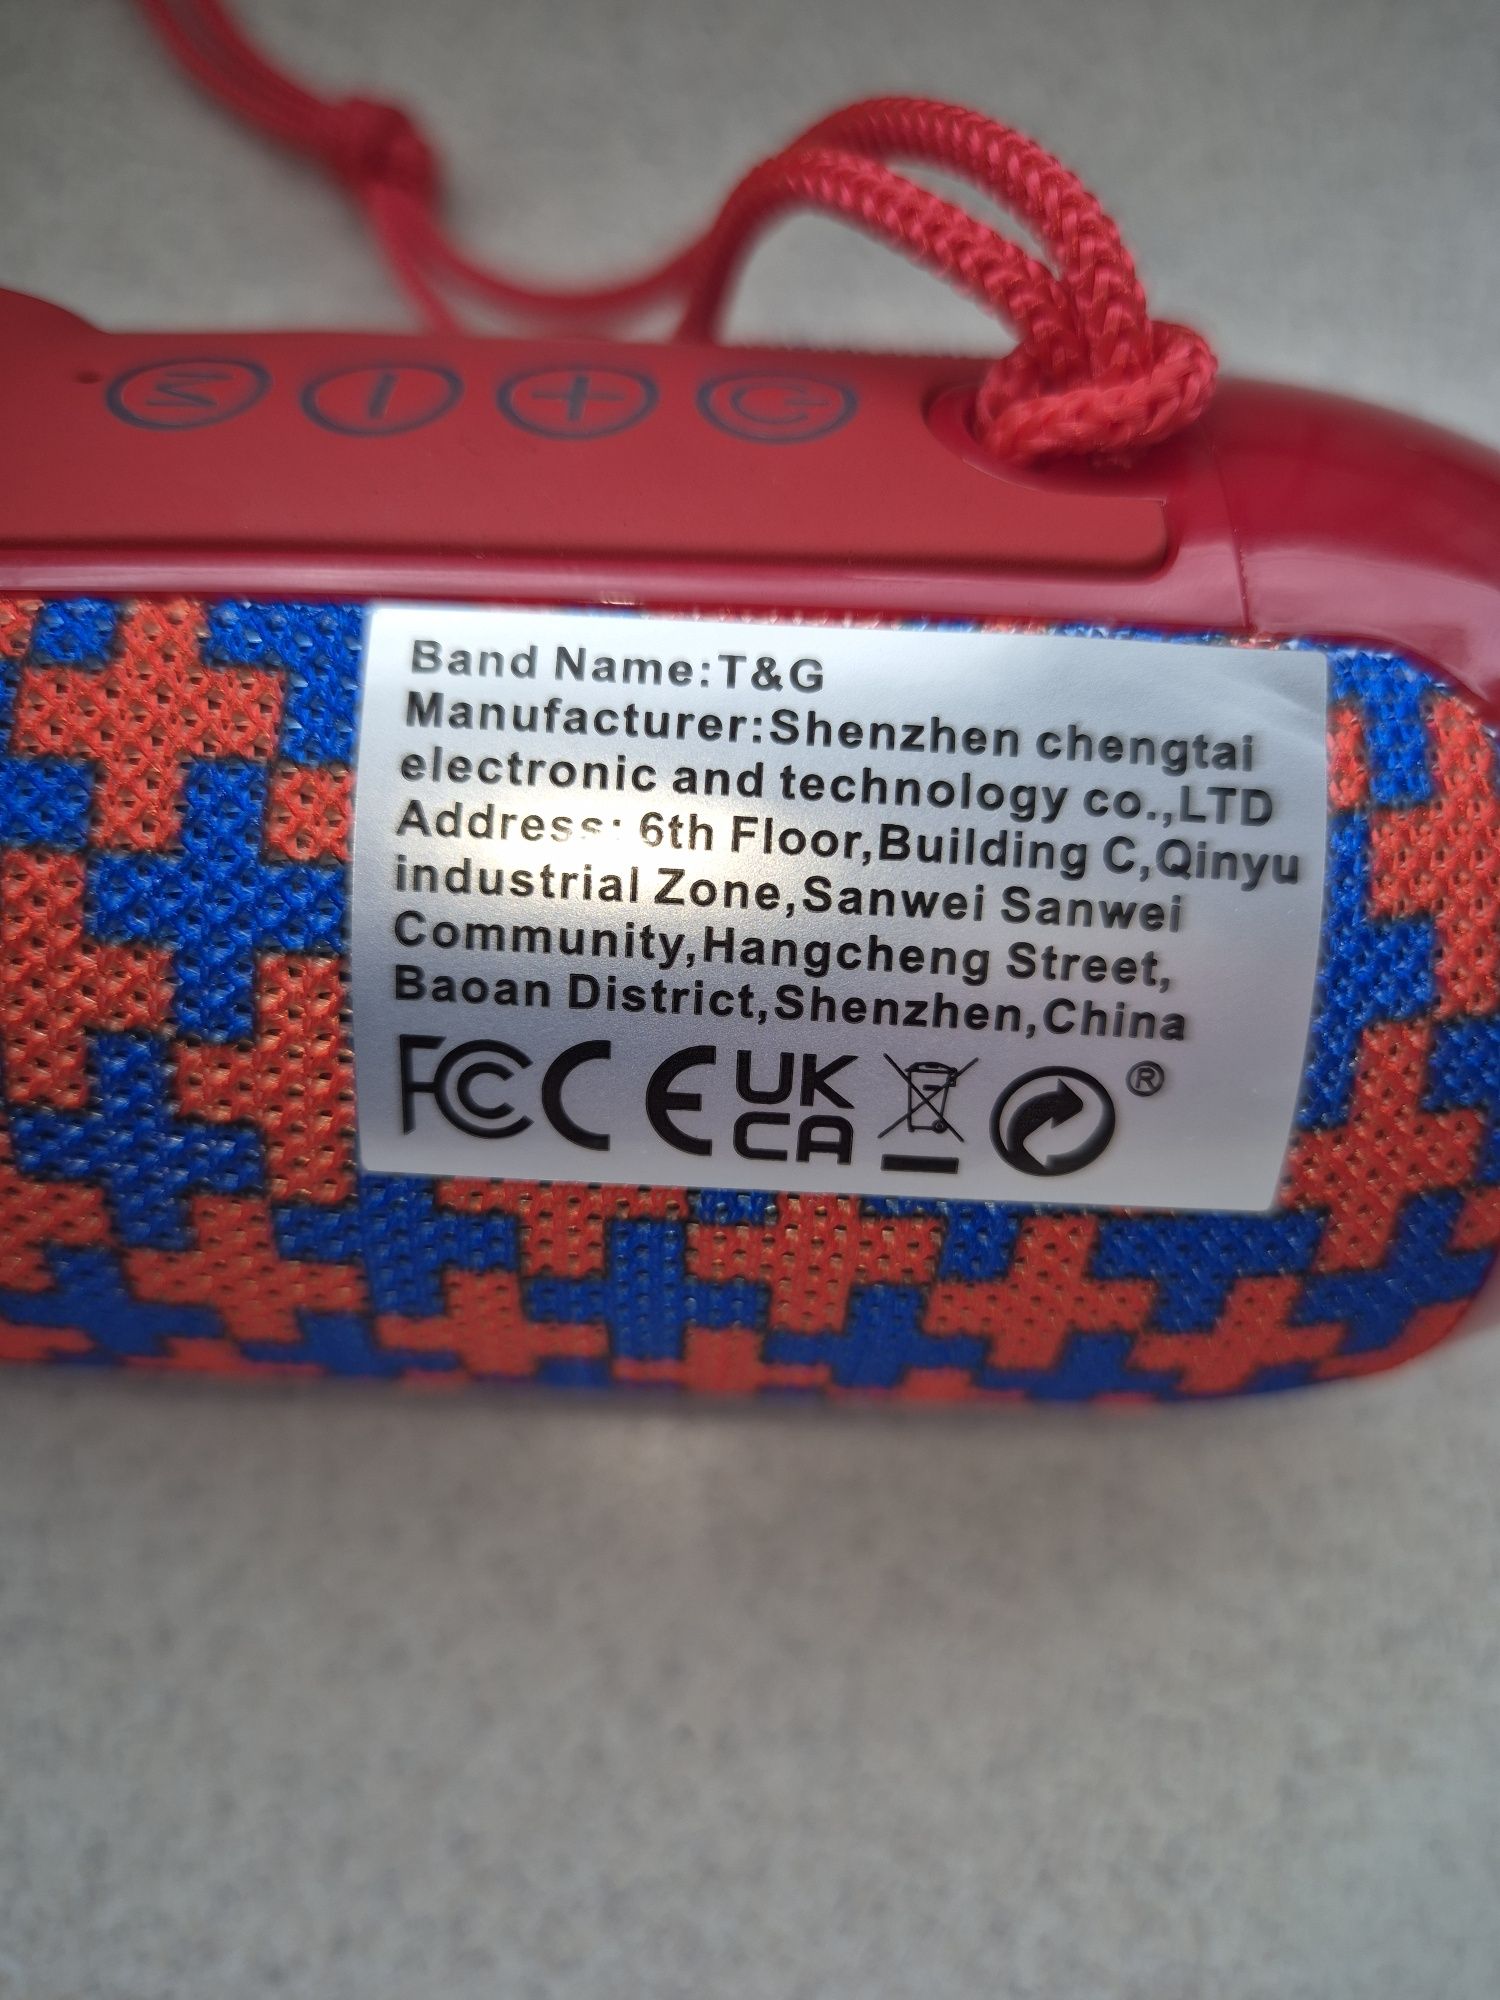 Band Name:T&G
Manufacturer:Shenzhen chengtai
electronic and technology co.,LTD
Address: 6th Floor,Building C,Qinyu
industrial Zone,Sanwei Sanwei
Community,Hangcheng Street,
Baoan District,Shenzhen,China
FC CE UK CA ®